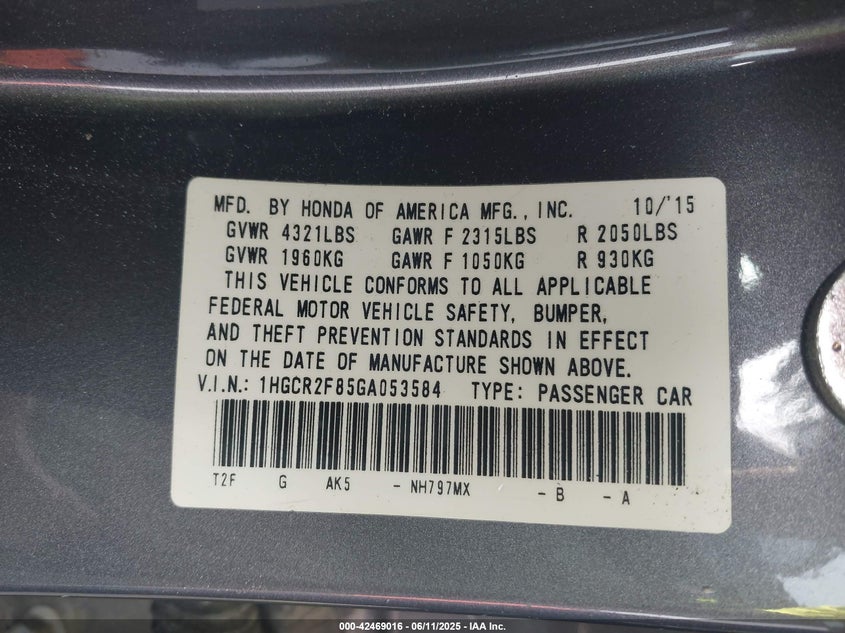 MFD. BY HONDA OF AMERICA MFG., INC. 10/'15
GVWR 4321LBS GAWR F 2315LBS R 2050LBS
GVWR 1960KG GAWR F 1050KG R 930KG
THIS VEHICLE CONFORMS TO ALL APPLICABLE
FEDERAL MOTOR VEHICLE SAFETY, BUMPER,
AND THEFT PREVENTION STANDARDS IN EFFECT
ON THE DATE OF MANUFACTURE SHOWN ABOVE.
V.I.N.: 1HGCR2F85GA053584 TYPE: PASSENGER CAR
T2F G AK5 - NH797MX - B - A
000-42469016 - 06/11/2025 - IAA Inc.